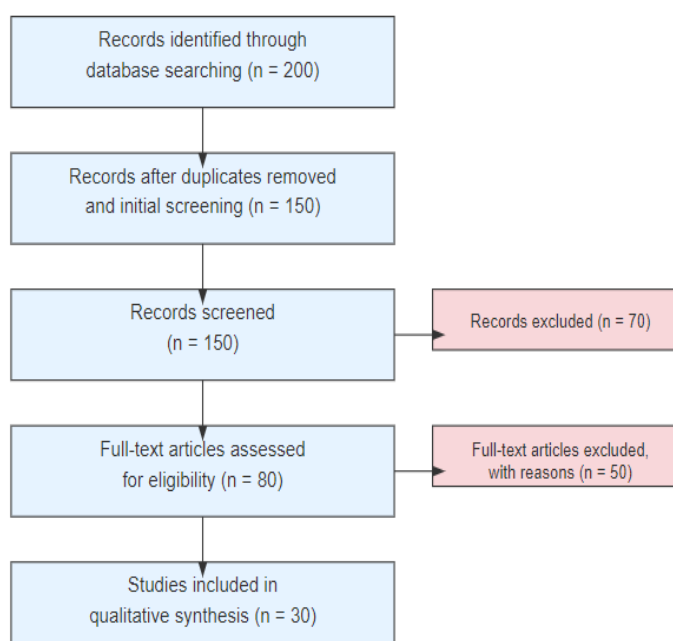 Records identified through
database searching (n = 200)
Records after duplicates removed
and initial screening (n = 150)
Records screened
(n = 150)
Records excluded (n = 70)
Full-text articles assessed
for eligibility (n = 80)
Full-text articles excluded,
with reasons (n = 50)
Studies included in
qualitative synthesis (n = 30)